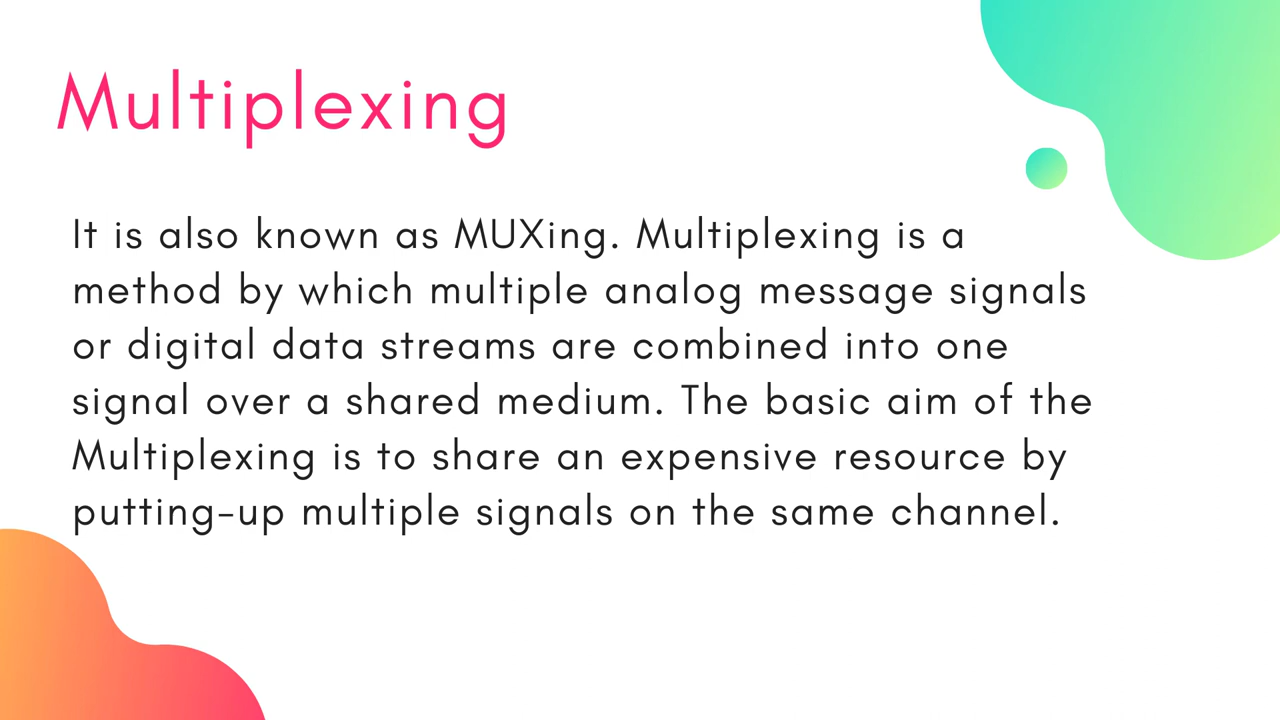 Multiplexing
It is also known as MUXing. Multiplexing is a
method by which multiple analog message signals
or digital data streams are combined into one
signal over a shared medium. The basic aim of the
Multiplexing is to share an expensive resource by
putting-up multiple signals on the same channel.